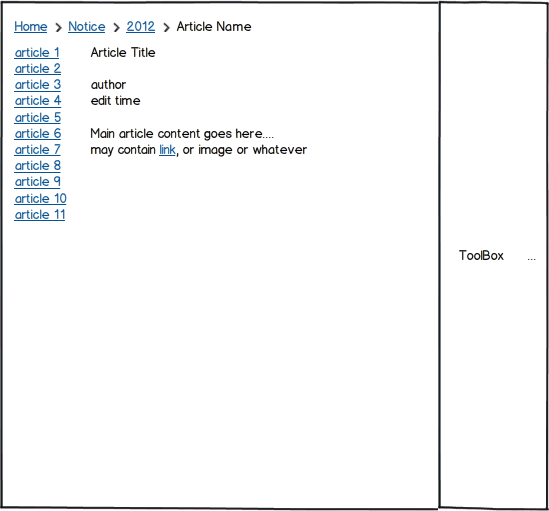 Home > Notice > 2012 > Article Name
article 1
article 2
article 3
article 4
article 5
article 6
article 7
article 8
article 9
article 10
article 11
Article Title
author
edit time
Main article content goes here....
may contain link, or image or whatever
ToolBox ...